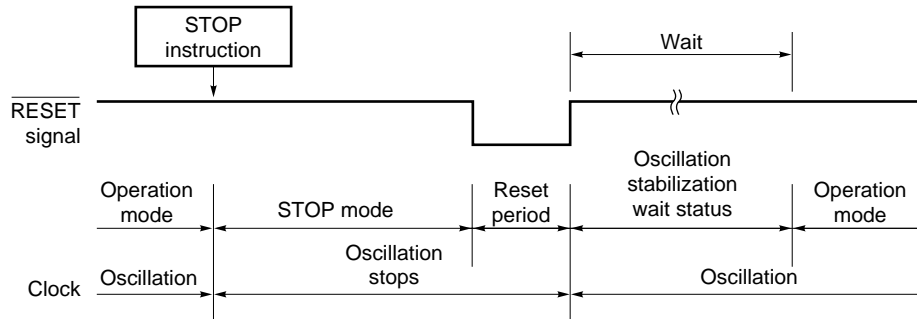 STOP
instruction
Wait
RESET
signal
Operation
mode
STOP mode
Reset
period
Oscillation
stabilization
wait status
Operation
mode
Clock
Oscillation
Oscillation
stops
Oscillation